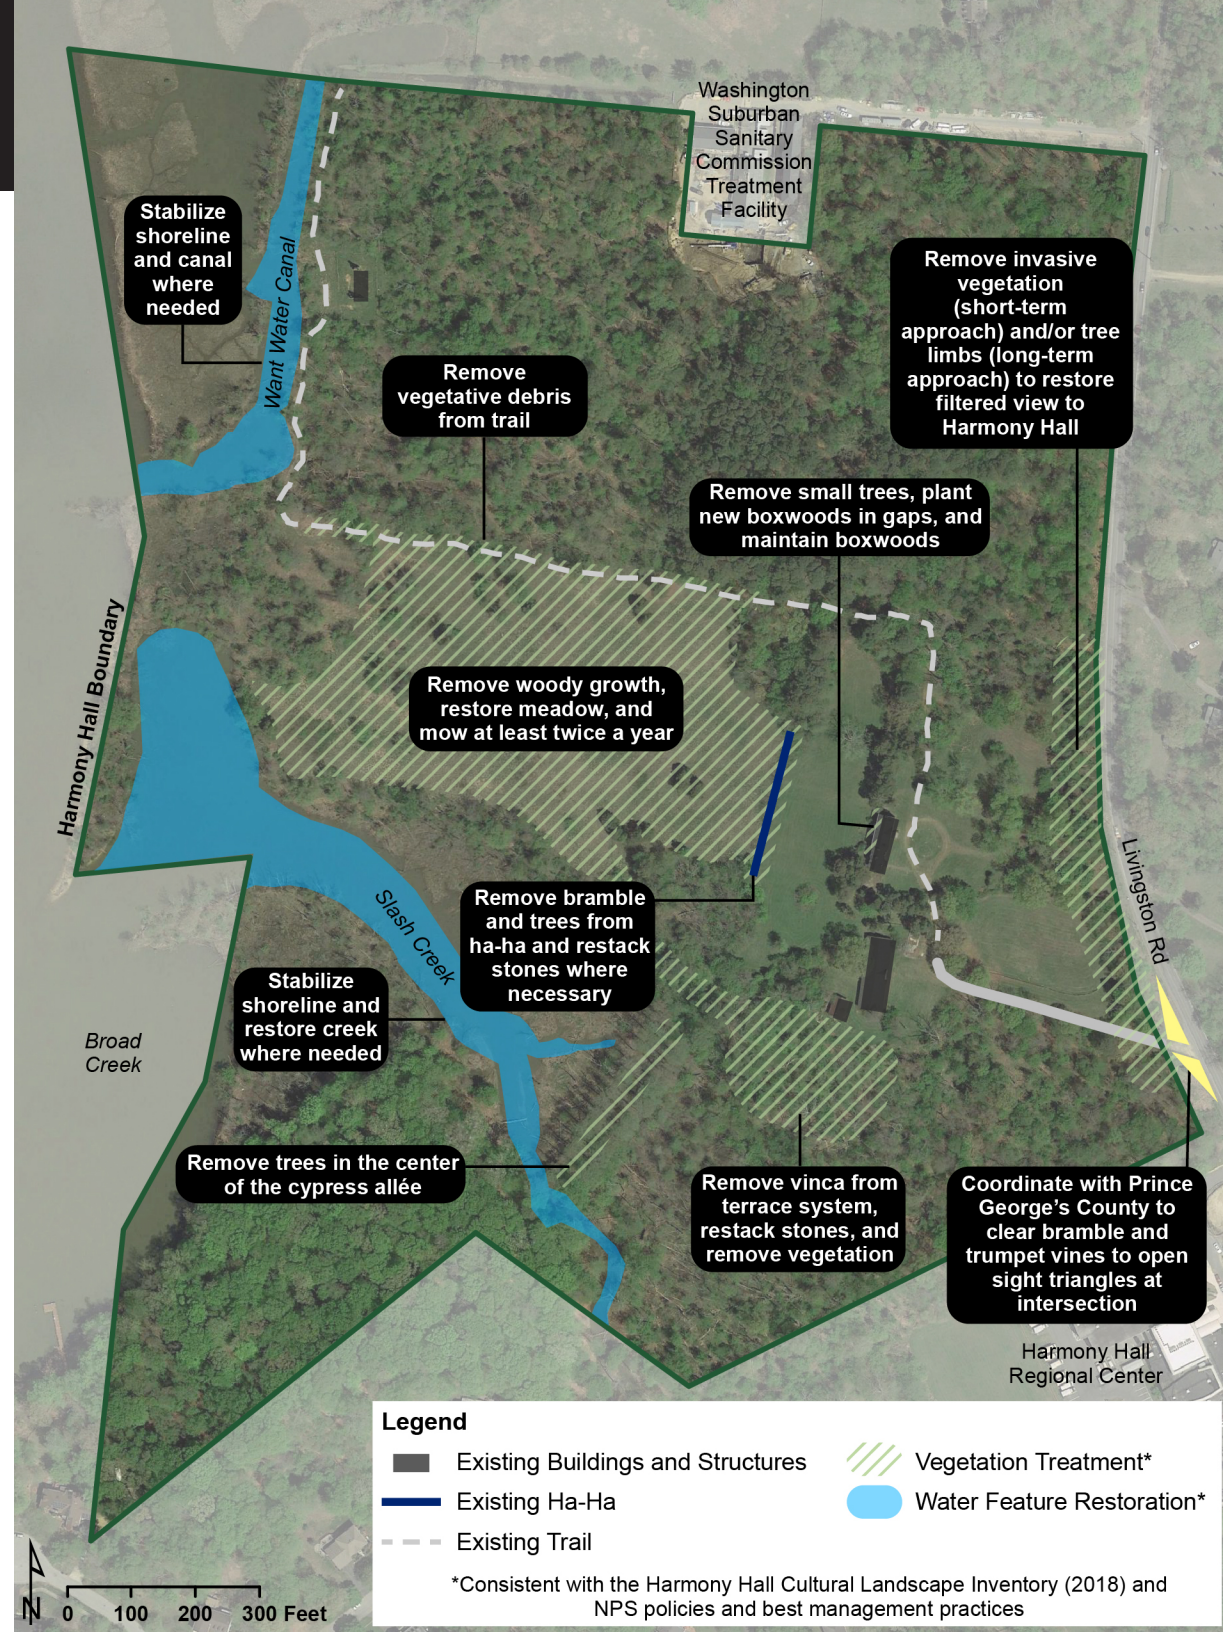 Washington
Suburban
Sanitary
Commission
Treatment
Facility
Stabilize
shoreline
and canal
where
needed
Want Water Canal
Remove invasive
vegetation
(short-term
approach) and/or tree
limbs (long-term
approach) to restore
filtered view to
Harmony Hall
Remove
vegetative debris
from trail
Remove small trees, plant
new boxwoods in gaps, and
maintain boxwoods
Harmony Hall Boundary
Remove woody growth,
restore meadow, and
mow at least twice a year
Livingston Rd
Remove bramble
and trees from
ha-ha and restack
stones where
necessary
Slash Creek
Stabilize
shoreline and
restore creek
where needed
Broad
Creek
Remove trees in the center
of the cypress allée
Remove vinca from
terrace system,
restack stones, and
remove vegetation
Coordinate with Prince
George's County to
clear bramble and
trumpet vines to open
sight triangles at
intersection
Harmony Hall
Regional Center
Legend
Existing Buildings and Structures
Existing Ha-Ha
Existing Trail
Vegetation Treatment*
Water Feature Restoration*
*Consistent with the Harmony Hall Cultural Landscape Inventory (2018) and
NPS policies and best management practices
N
0 100 200 300 Feet